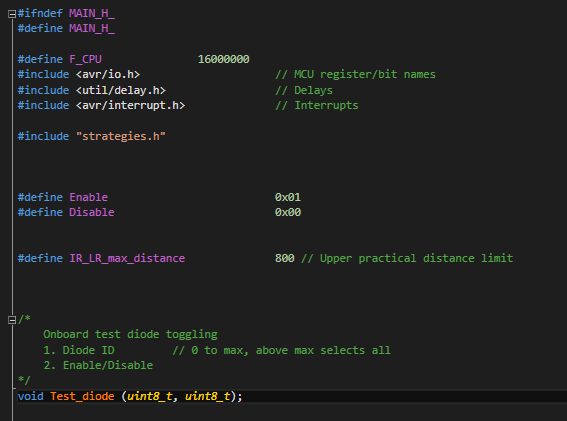 #ifndef MAIN_H_
#define MAIN_H_
#define F_CPU 16000000
#include <avr/io.h> // MCU register/bit names
#include <util/delay.h> // Delays
#include <avr/interrupt.h> // Interrupts
#include "strategies.h"
#define Enable 0x01
#define Disable 0x00
#define IR_LR_max_distance 800 // Upper practical distance limit
/*
Onboard test diode toggling
1. Diode ID // 0 to max, above max selects all
2. Enable/Disable
*/
void Test_diode (uint8_t, uint8_t);